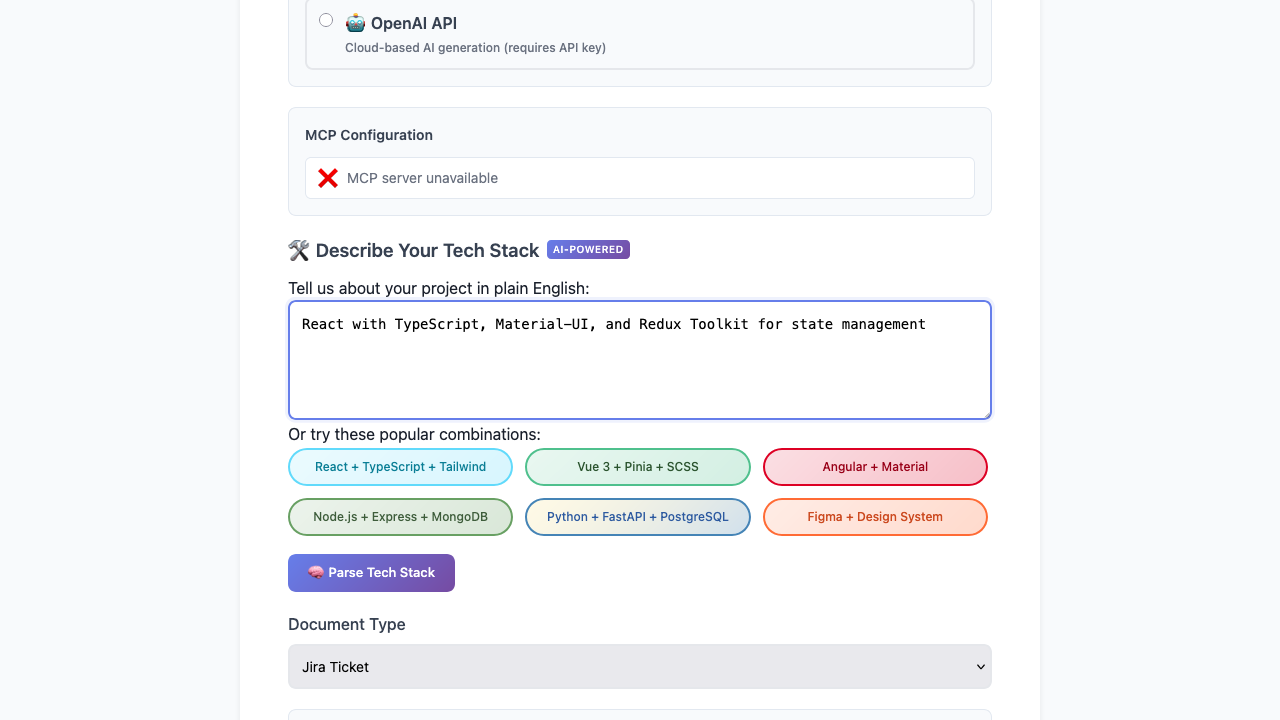 OpenAI API
Cloud-based AI generation (requires API key)
MCP Configuration
MCP server unavailable
Describe Your Tech Stack AI-POWERED
Tell us about your project in plain English:
React with TypeScript, Material-UI, and Redux Toolkit for state management
Or try these popular combinations:
React + TypeScript + Tailwind
Vue 3 + Pinia + SCSS
Angular + Material
Node.js + Express + MongoDB
Python + FastAPI + PostgreSQL
Figma + Design System
Parse Tech Stack
Document Type
Jira Ticket